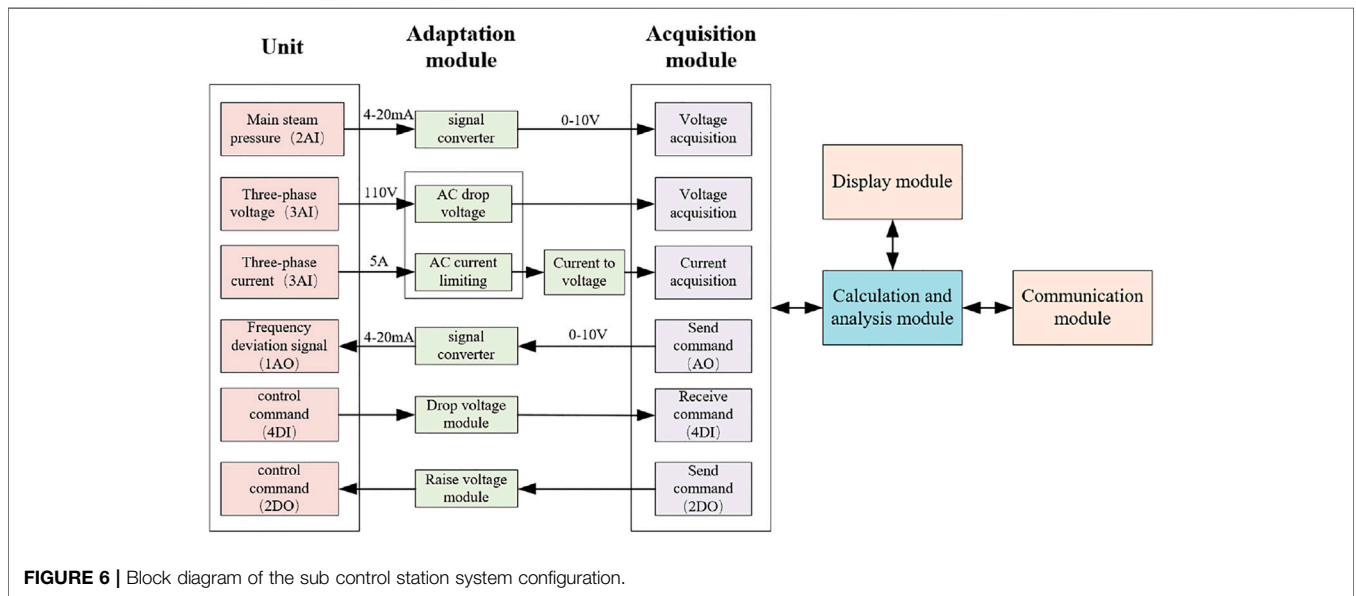 Unit
Adaptation
module
Acquisition
module
Main steam
pressure (2AI)
4-20mA
signal
converter
0-10V
Voltage
acquisition
Three-phase
voltage (3AI)
110V
AC drop
voltage
Voltage
acquisition
Three-phase
current (3AI)
5A
AC current
limiting
Current to
voltage
Current
acquisition
Frequency
deviation signal
(1AO)
4-20mA
signal
converter
0-10V
Send
command
(AO)
control
command
(4DI)
Drop voltage
module
Receive
command
(4DI)
control
command
(2DO)
Raise voltage
module
Send
command
(2DO)
Display module
Calculation and
analysis module
Communication
module
FIGURE 6 | Block diagram of the sub control station system configuration.